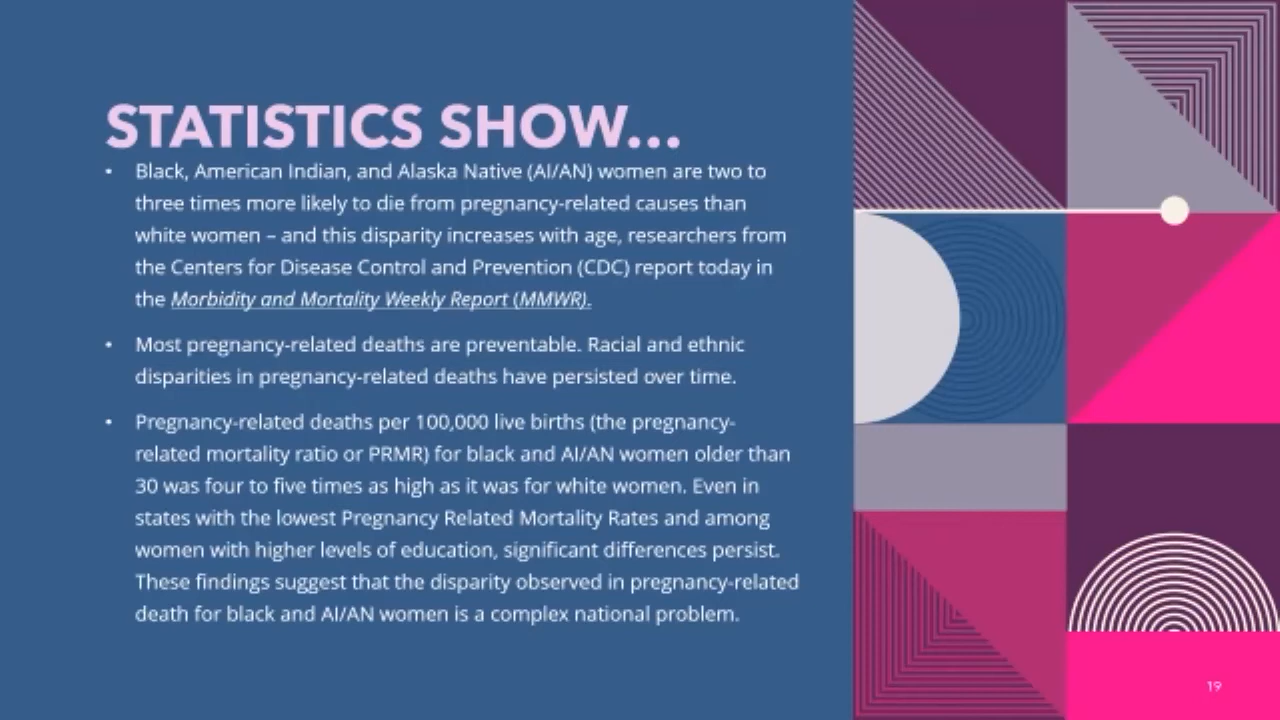 STATISTICS SHOW...
• Black, American Indian, and Alaska Native (AI/AN) women are two to
three times more likely to die from pregnancy-related causes than
white women – and this disparity increases with age, researchers from
the Centers for Disease Control and Prevention (CDC) report today in
the Morbidity and Mortality Weekly Report (MMWR).
• Most pregnancy-related deaths are preventable. Racial and ethnic
disparities in pregnancy-related deaths have persisted over time.
• Pregnancy-related deaths per 100,000 live births (the pregnancy-
related mortality ratio or PRMR) for black and AI/AN women older than
30 was four to five times as high as it was for white women. Even in
states with the lowest Pregnancy Related Mortality Rates and among
women with higher levels of education, significant differences persist.
These findings suggest that the disparity observed in pregnancy-related
death for black and AI/AN women is a complex national problem.
19